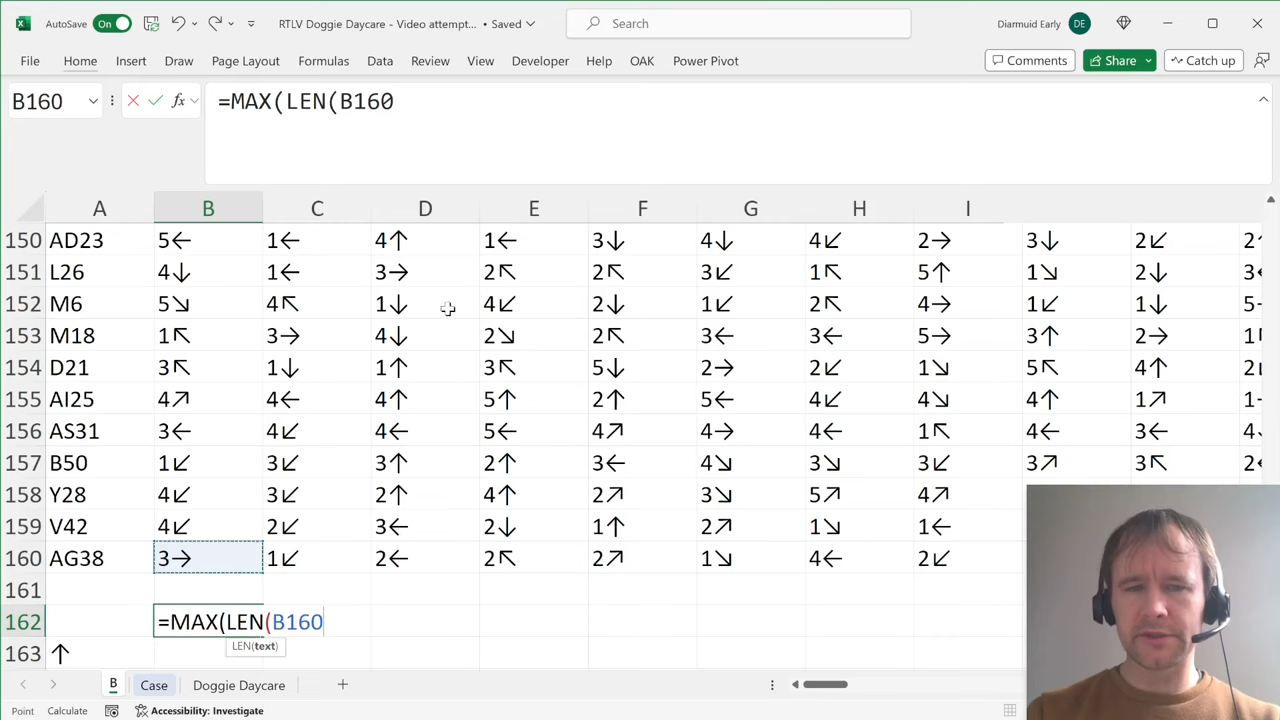 AutoSave On RTLV Doggie Daycare - Video attempt... • Saved Search Diarmuid Early DE
File Home Insert Draw Page Layout Formulas Data Review View Developer Help OAK Power Pivot Comments Share Catch up
B160 fx =MAX(LEN(B160
A B C D E F G H I
150 AD23 5← 1← 4↑ 1← 3↓ 4↓ 4↙ 2→ 3↓ 2↙
151 L26 4↓ 1← 3→ 2↖ 2↖ 3↙ 1↖ 5↑ 1↘ 2↓
152 M6 5↘ 4↖ 1↓ 4↙ 2↓ 1↙ 2↖ 4→ 1↙ 1↓
153 M18 1↖ 3→ 4↓ 2↘ 2↖ 3← 3← 5→ 3↑ 2→
154 D21 3↖ 1↓ 1↑ 3↖ 5↓ 2→ 2↙ 1↘ 5↖ 4↑
155 AI25 4↗ 4← 4↑ 5↑ 2↑ 5← 4↙ 4↘ 4↑ 1↗
156 AS31 3← 4↙ 4← 5← 4↗ 4→ 4← 1↖ 4← 3←
157 B50 1↙ 3↙ 3↑ 2↑ 3← 4↘ 3↘ 3↙ 3↗ 3↖
158 Y28 4↙ 3↙ 2↑ 4↑ 2↗ 3↘ 5↗ 4↗
159 V42 4↙ 2↙ 3← 2↓ 1↑ 2↗ 1↘ 1←
160 AG38 3→ 1↙ 2← 2↖ 2↗ 1↘ 4← 2↙
161
162 =MAX(LEN(B160
LEN(text)
163 ↑
B Case Doggie Daycare
Point Calculate Accessibility: Investigate